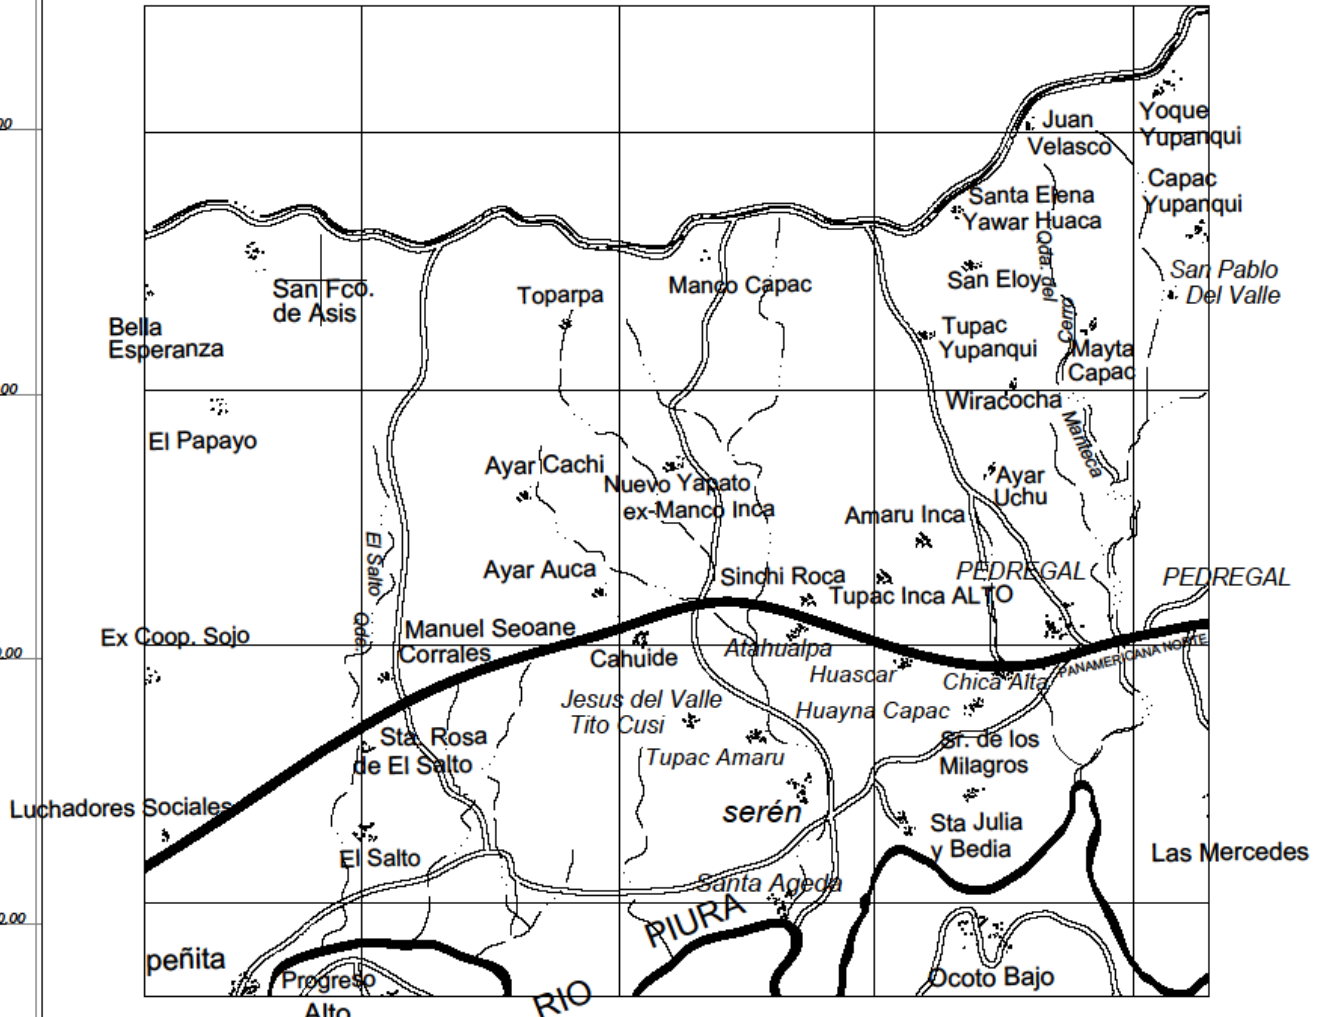 Juan
Velasco
Yoque
Yupanqui
Capac
Yupanqui
Santa Elena
Yawar Huaca
San Pablo
Del Valle
San Eloy
Qda. del
Cerro
Manteca
Manco Capac
Toparpa
San Fco.
de Asis
Bella
Esperanza
Tupac
Yupanqui
Mayta
Capac
Wiracocha
El Papayo
Ayar Cachi
Nuevo Yapato
ex-Manco Inca
Ayar
Uchu
Amaru Inca
El Salto
Qda.
Ayar Auca
Sinchi Roca
Tupac Inca
ALTO
PEDREGAL
PEDREGAL
Ex Coop. Sojo
Manuel Seoane
Corrales
Cahuide
Atahualpa
PANAMERICANA NORTE
Huascar
Chica Alta
Jesus del Valle
Tito Cusi
Huayna Capac
Sta. Rosa
de El Salto
Tupac Amaru
Sr. de los
Milagros
Luchadores Sociales
serén
Sta Julia
y Bedia
El Salto
Las Mercedes
Santa Ageda
PIURA
peñita
Progreso
Alto
RIO
Ocoto Bajo